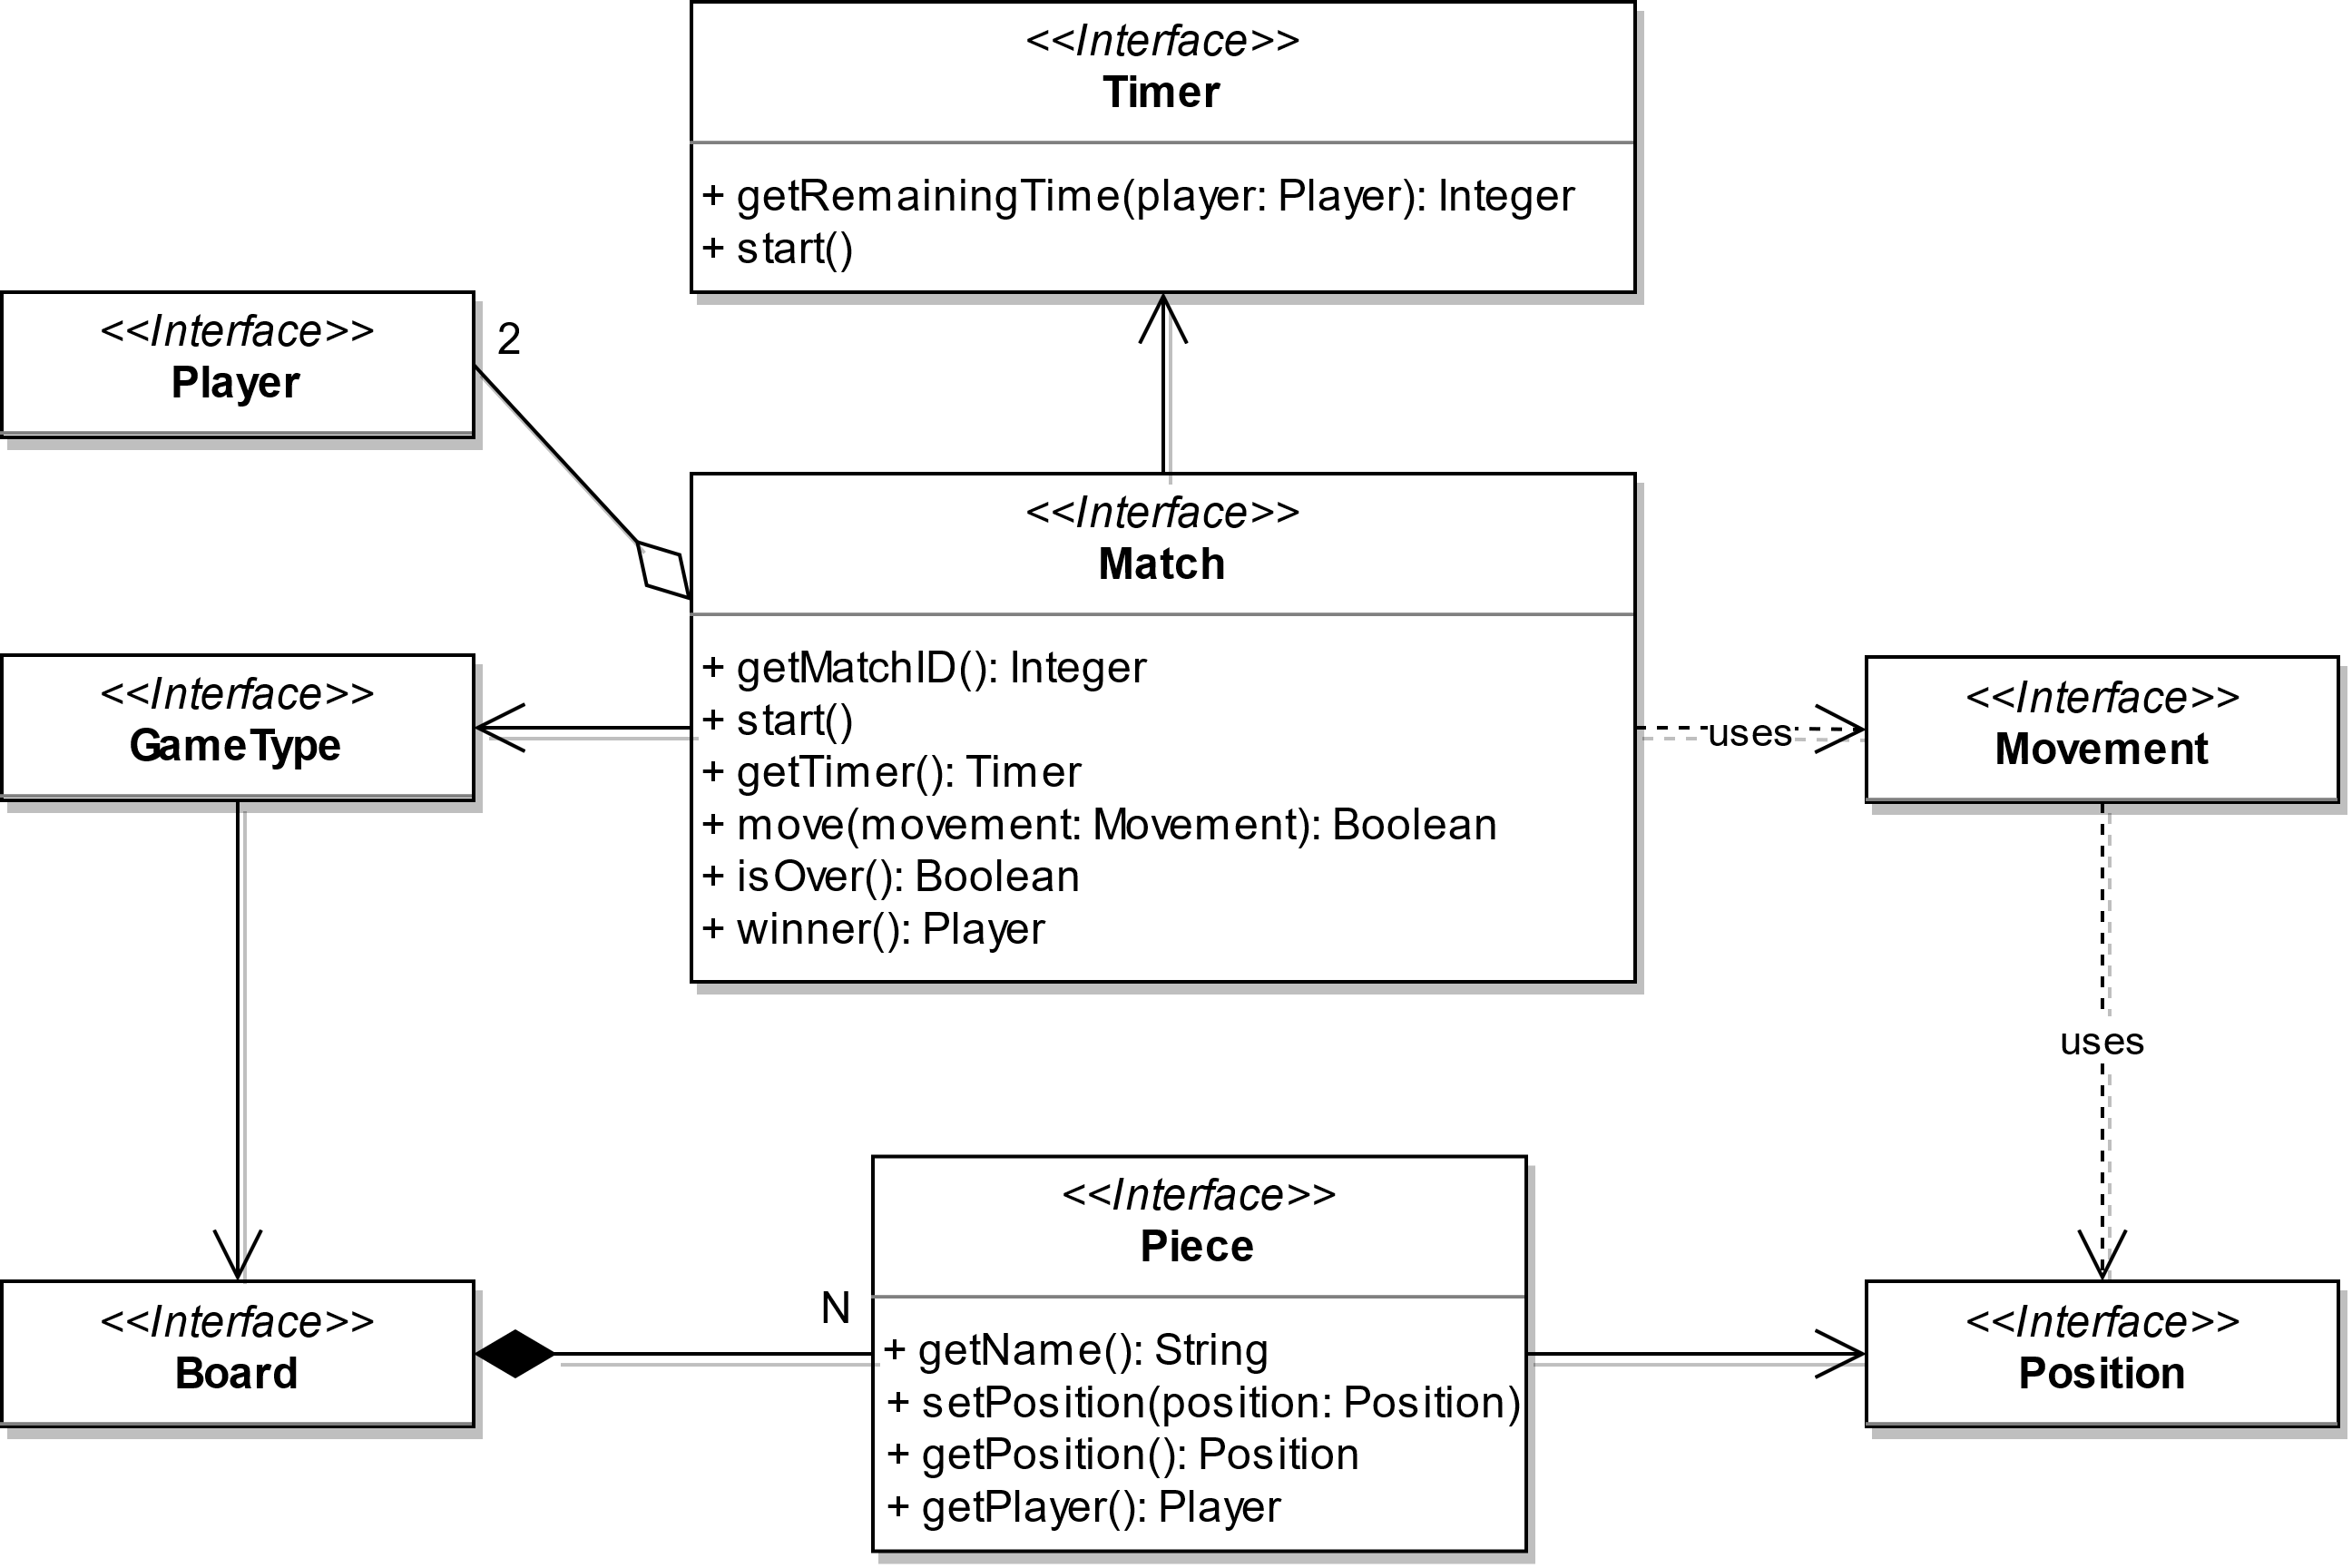 <<Interface>>
Timer
+ getRemainingTime(player: Player): Integer
+ start()
<<Interface>>
Player
2
<<Interface>>
Match
+ getMatchID(): Integer
+ start()
+ getTimer(): Timer
+ move(movement: Movement): Boolean
+ isOver(): Boolean
+ winner(): Player
<<Interface>>
GameType
uses
<<Interface>>
Movement
uses
<<Interface>>
Board
N
<<Interface>>
Piece
+ getName(): String
+ setPosition(position: Position)
+ getPosition(): Position
+ getPlayer(): Player
<<Interface>>
Position